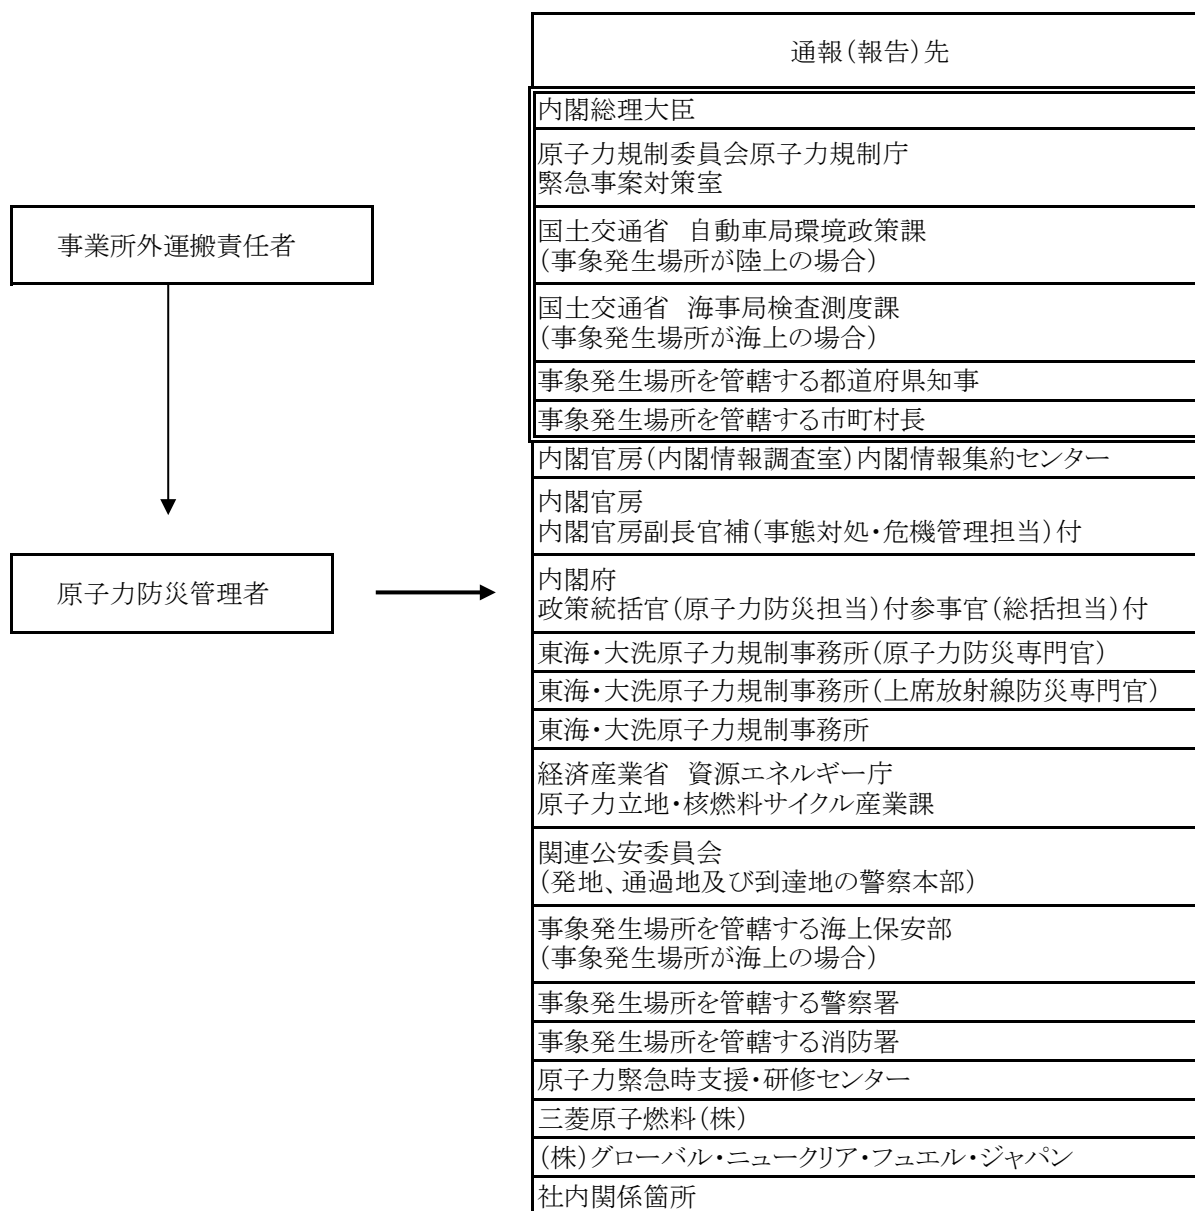 通報(報告)先
内閣総理大臣
原子力規制委員会原子力規制庁
緊急事案対策室
事業所外運搬責任者
国土交通省　自動車局環境政策課
(事象発生場所が陸上の場合)
国土交通省　海事局検査測度課
(事象発生場所が海上の場合)
事象発生場所を管轄する都道府県知事
事象発生場所を管轄する市町村長
内閣官房(内閣情報調査室)内閣情報集約センター
内閣官房
内閣官房副長官補(事態対処・危機管理担当)付
原子力防災管理者
内閣府
政策統括官(原子力防災担当)付参事官(総括担当)付
東海・大洗原子力規制事務所(原子力防災専門官)
東海・大洗原子力規制事務所(上席放射線防災専門官)
東海・大洗原子力規制事務所
経済産業省　資源エネルギー庁
原子力立地・核燃料サイクル産業課
関連公安委員会
(発地、通過地及び到達地の警察本部)
事象発生場所を管轄する海上保安部
(事象発生場所が海上の場合)
事象発生場所を管轄する警察署
事象発生場所を管轄する消防署
原子力緊急時支援・研修センター
三菱原子燃料(株)
(株)グローバル・ニュークリア・フュエル・ジャパン
社内関係箇所